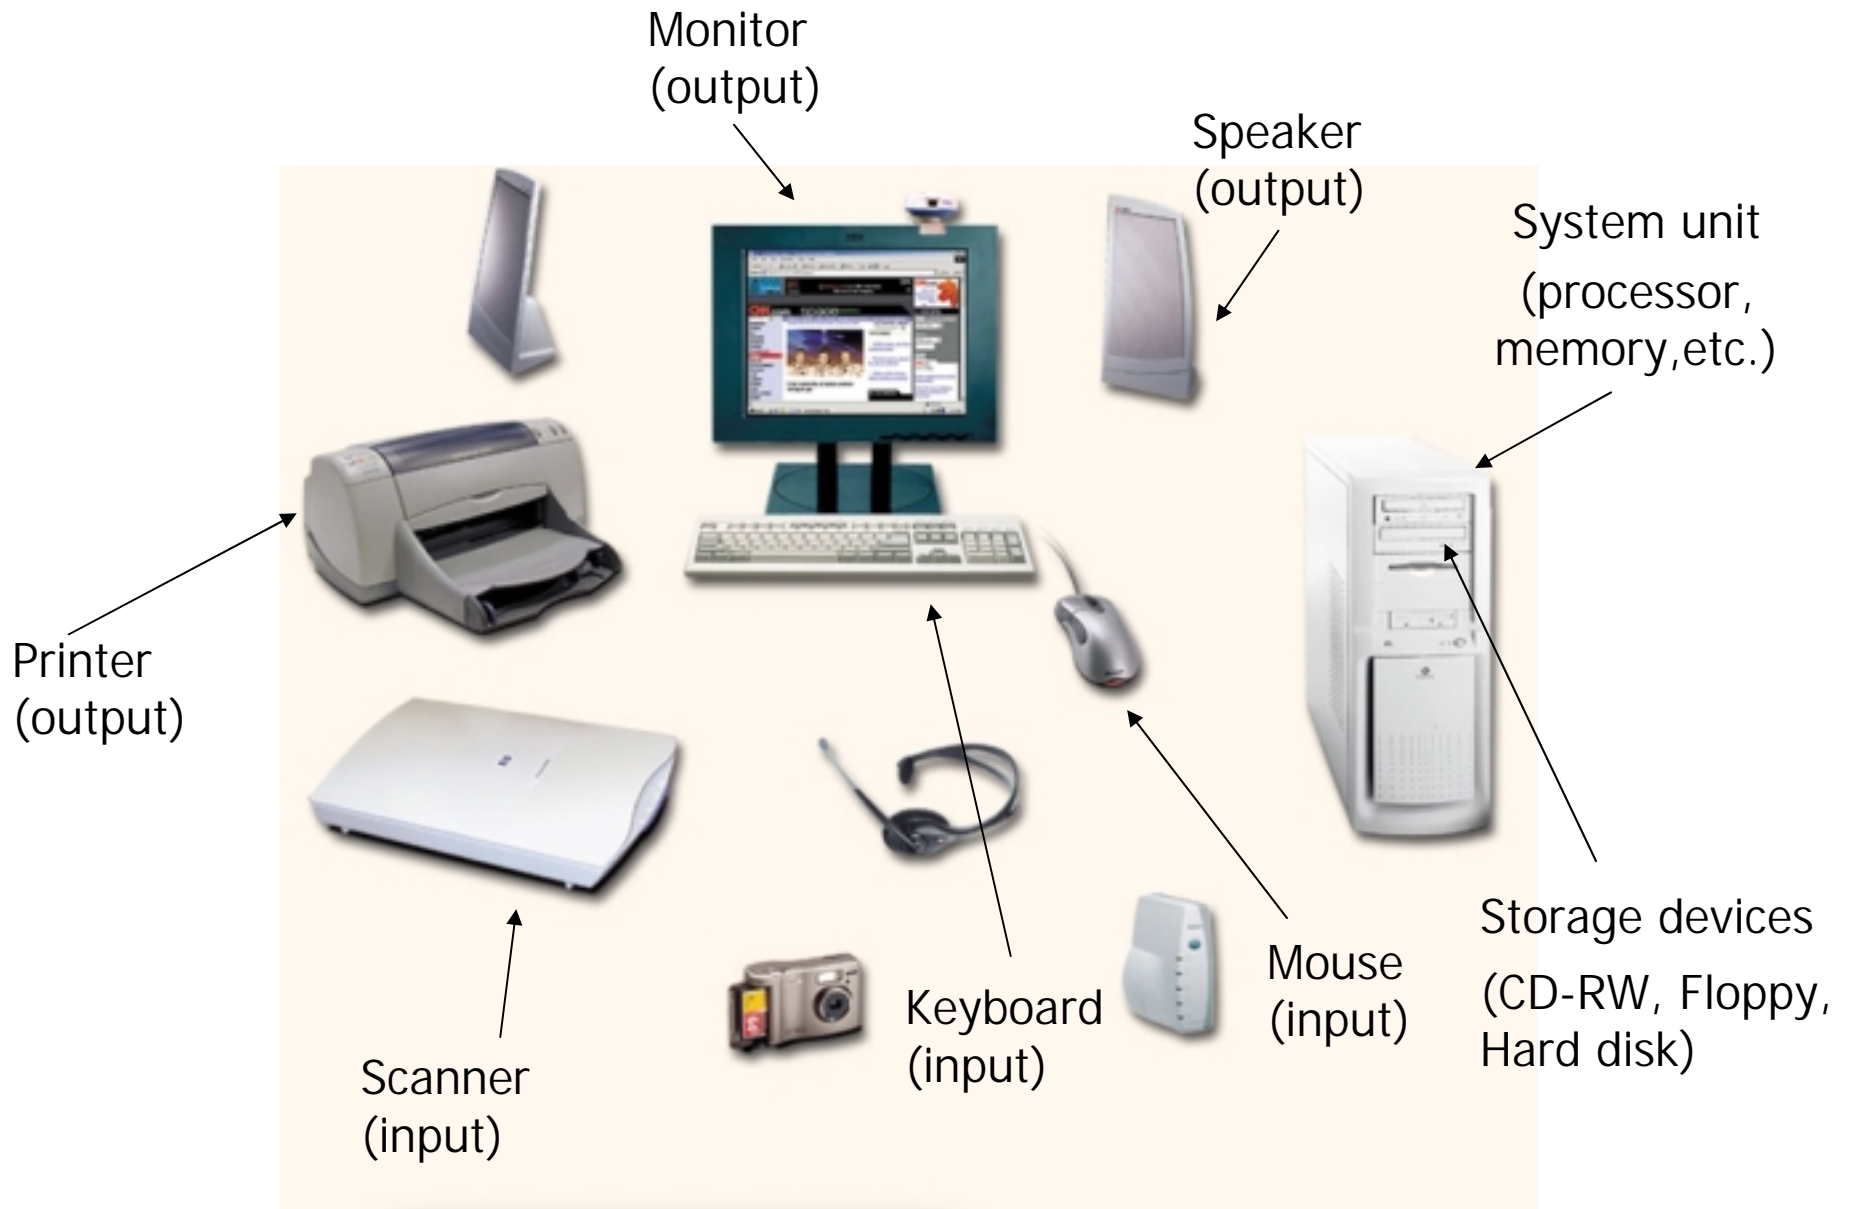 Monitor
(output)
Speaker
(output)
System unit
(processor,
memory,etc.)
Printer
(output)
Scanner
(input)
Keyboard
(input)
Mouse
(input)
Storage devices
(CD-RW, Floppy,
Hard disk)